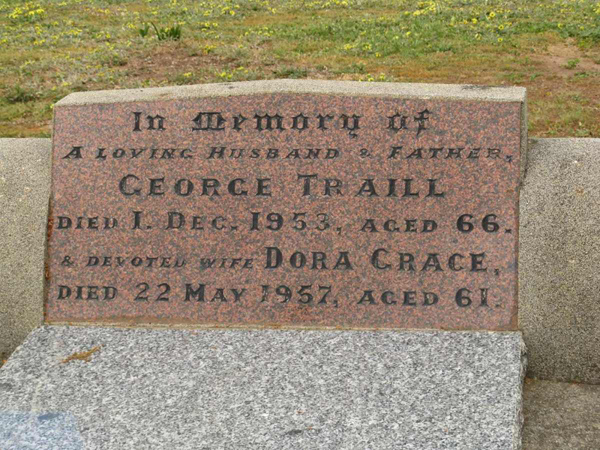 In Memory of
A LOVING HUSBAND & FATHER,
GEORGE TRAILL
DIED 1. DEC. 1953, AGED 66.
& DEVOTED WIFE DORA GRACE,
DIED 22 MAY 1957, AGED 61.